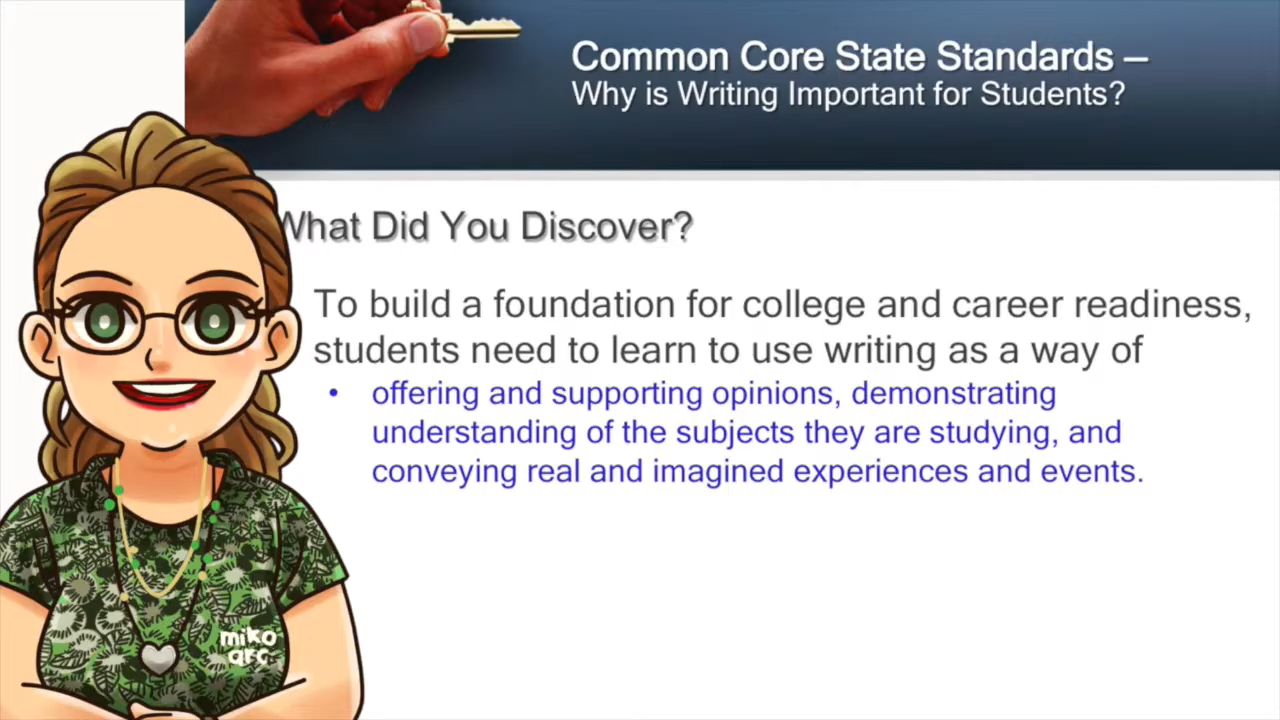 Common Core State Standards –
Why is Writing Important for Students?
What Did You Discover?
To build a foundation for college and career readiness,
students need to learn to use writing as a way of
• offering and supporting opinions, demonstrating
understanding of the subjects they are studying, and
conveying real and imagined experiences and events.
miko
arc